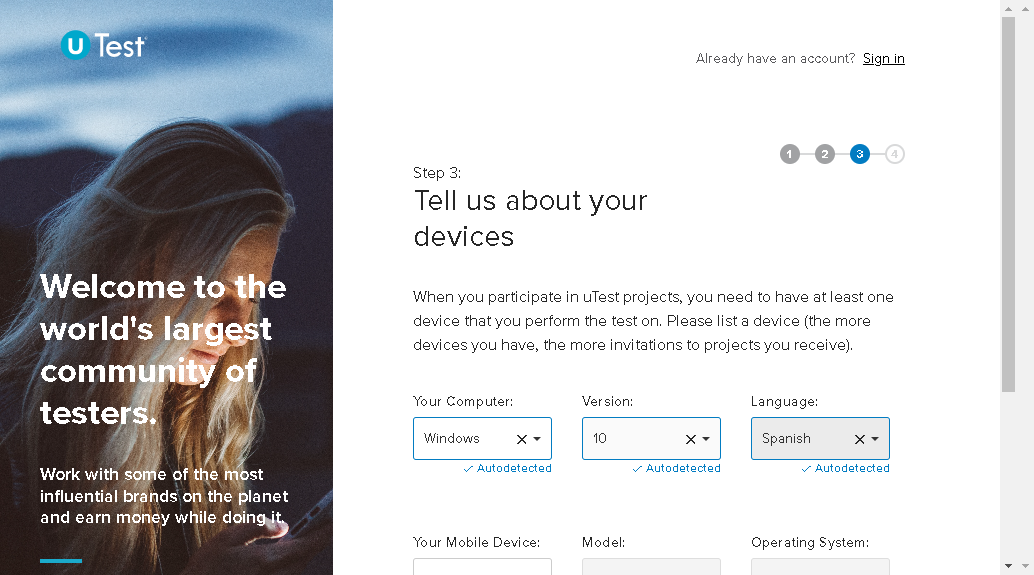 U Test
Already have an account? Sign in
1 2 3 4
Step 3:
Tell us about your
devices
Welcome to the
world's largest
community of
testers.
Work with some of the most
influential brands on the planet
and earn money while doing it.
When you participate in uTest projects, you need to have at least one
device that you perform the test on. Please list a device (the more
devices you have, the more invitations to projects you receive).
Your Computer: Version: Language:
Windows 10 Spanish
Autodetected Autodetected Autodetected
Your Mobile Device: Model: Operating System: